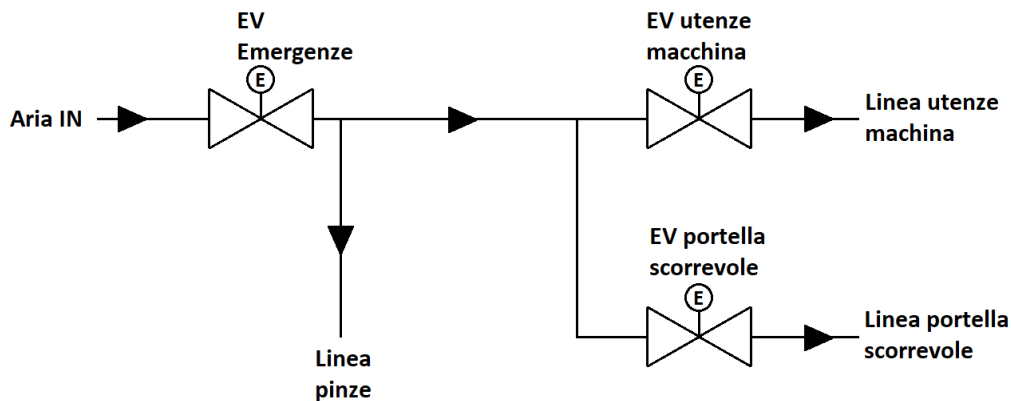 EV
Emergenze
E
EV utenze
macchina
E
Aria IN
Linea utenze
machina
EV portella
scorrevole
E
Linea portella
scorrevole
Linea
pinze